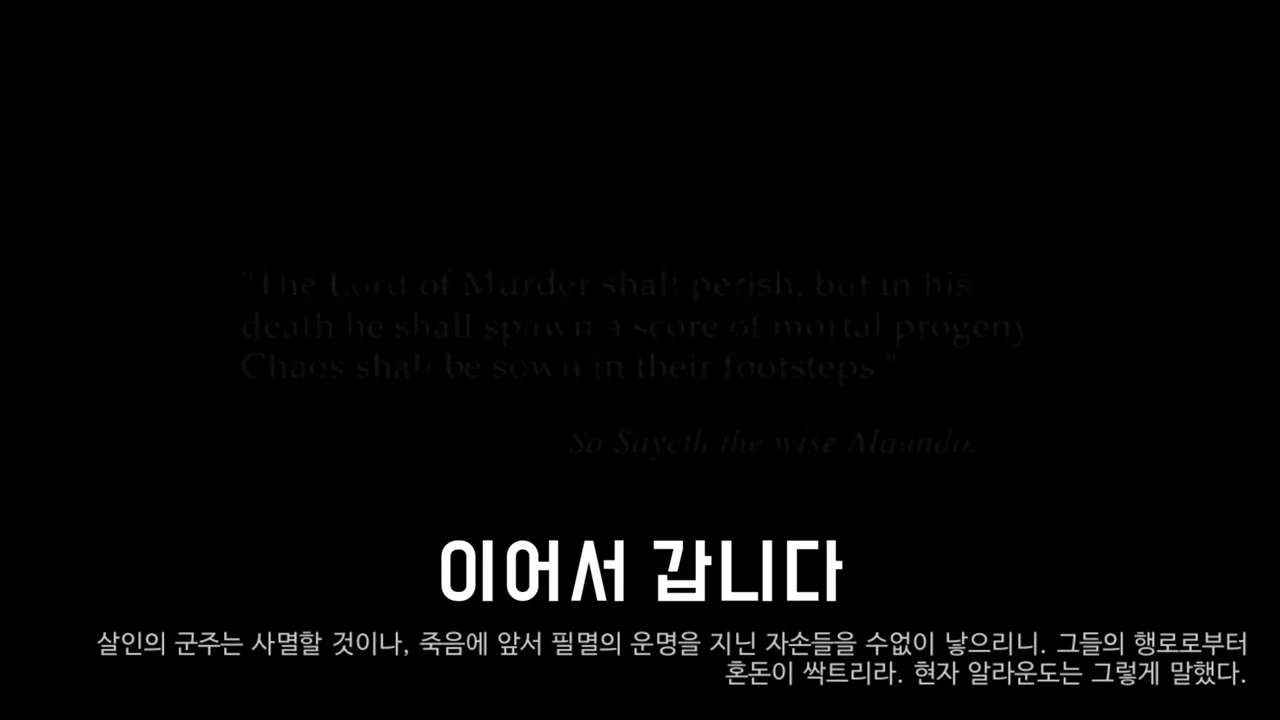 "The Lord of Murder shall perish, but in his
death he shall spawn a score of mortal progeny
Chaos shall be sown in their footsteps."
So Sayeth the wise Alaundo.
이어서 갑니다
살인의 군주는 사멸할 것이나, 죽음에 앞서 필멸의 운명을 지닌 자손들을 수없이 낳으리니. 그들의 행로로부터
혼돈이 싹트리라. 현자 알라운도는 그렇게 말했다.